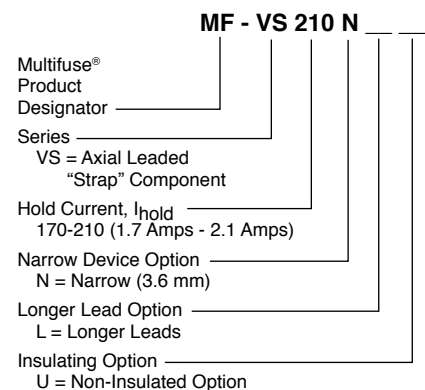 MF - VS 210 N __ __
Multifuse®
Product
Designator
Series
VS = Axial Leaded
“Strap” Component
Hold Current, Ihold
170-210 (1.7 Amps - 2.1 Amps)
Narrow Device Option
N = Narrow (3.6 mm)
Longer Lead Option
L = Longer Leads
Insulating Option
U = Non-Insulated Option